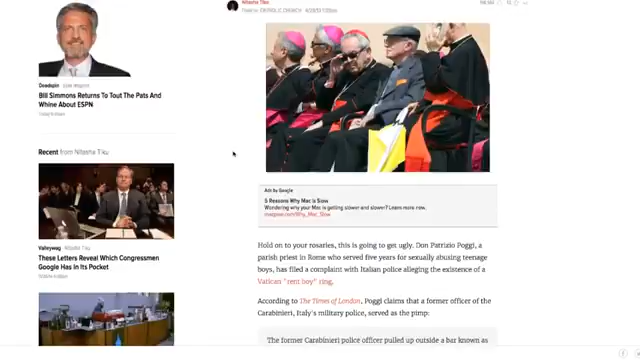 Nitasha Tiku
Filed to: CATHOLIC CHURCH
Deadspin
Bill Simmons Returns To Tout The Pats And
Whine About ESPN
Recent from Nitasha Tiku
Valleywag Nitasha Tiku
These Letters Reveal Which Congressmen
Google Has In Its Pocket
Ads by Google
5 Reasons Why Mac is Slow
Wondering why your Mac is getting slower and slower? Learn more now.
Hold on to your rosaries, this is going to get ugly. Don Patrizio Poggi, a
parish priest in Rome who served five years for sexually abusing teenage
boys, has filed a complaint with Italian police alleging the existence of a
Vatican "rent boy" ring.
According to The Times of London, Poggi claims that a former officer of the
Carabinieri, Italy's military police, served as the pimp:
The former Carabinieri police officer pulled up outside a bar known as